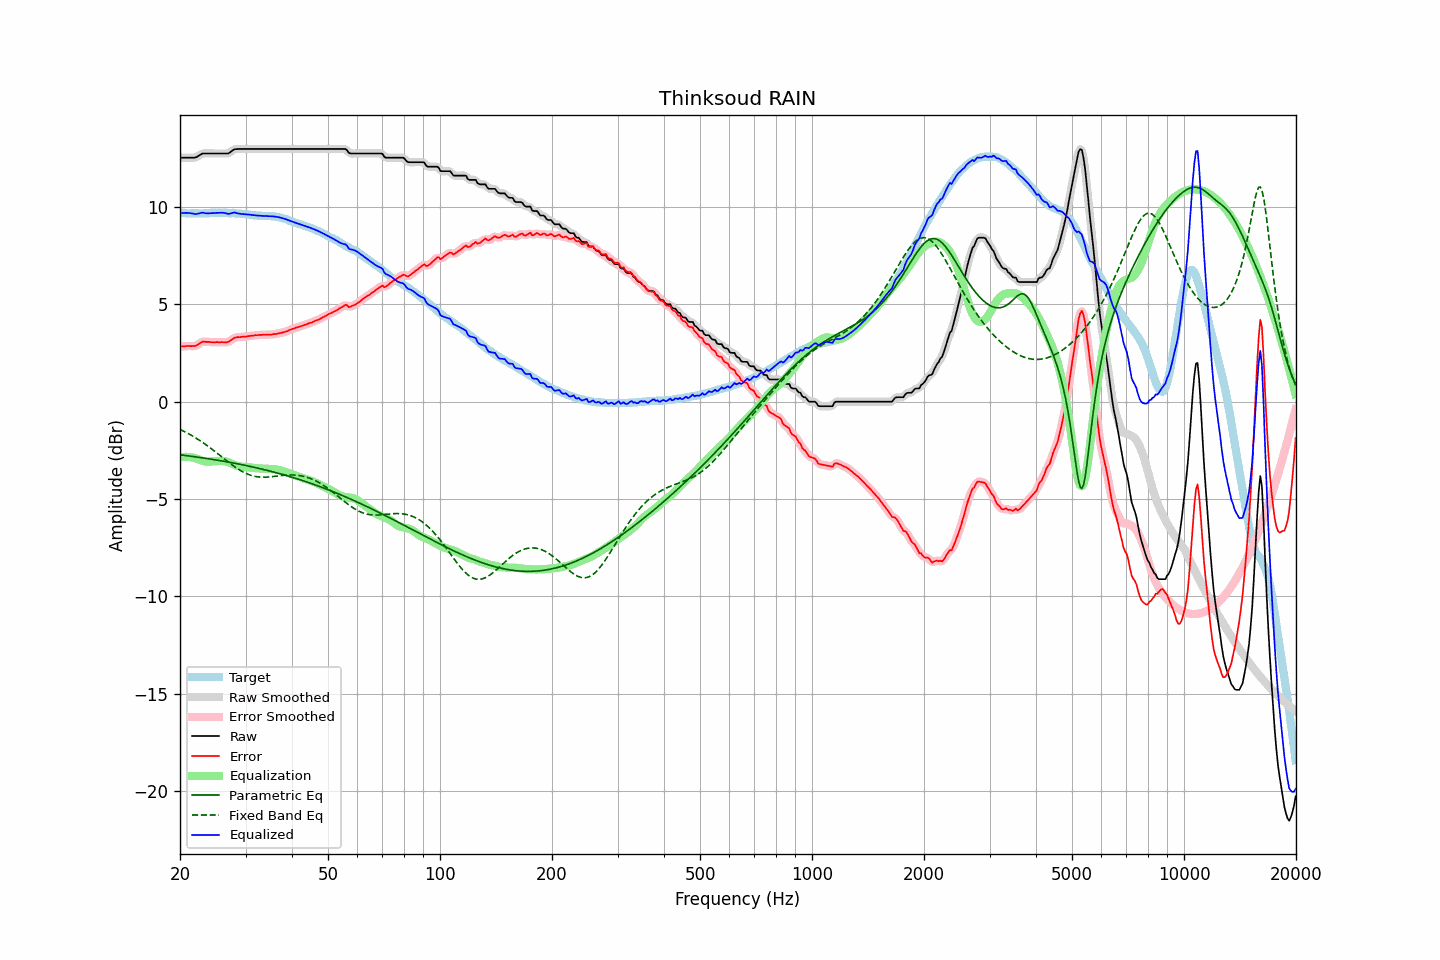 Thinksoud RAIN
Amplitude (dBr)
10
5
0
−5
−10
−15
−20
Target
Raw Smoothed
Error Smoothed
Raw
Error
Equalization
Parametric Eq
Fixed Band Eq
Equalized
20 50 100 200 500 1000 2000 5000 10000 20000
Frequency (Hz)